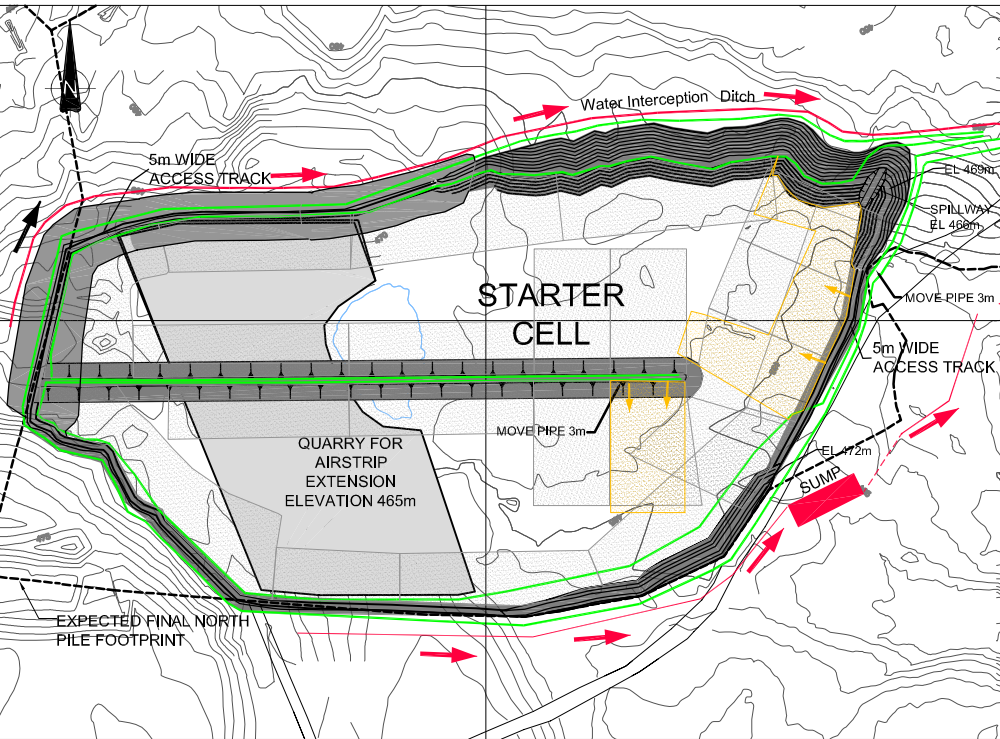 N
Water Interception Ditch
5m WIDE
ACCESS TRACK
EL 469m
SPILLWAY
EL 466m
STARTER
CELL
MOVE PIPE 3m
5m WIDE
ACCESS TRACK
MOVE PIPE 3m
QUARRY FOR
AIRSTRIP
EXTENSION
ELEVATION 465m
EL 472m
SUMP
EXPECTED FINAL NORTH
PILE FOOTPRINT